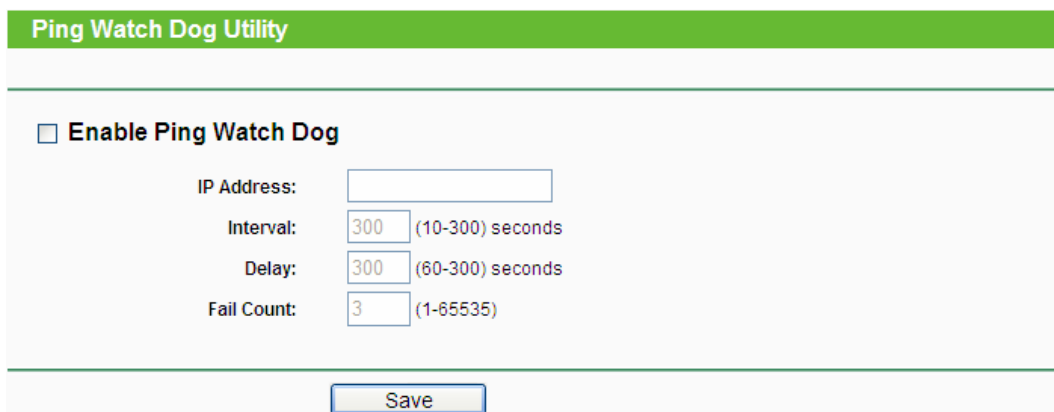 Ping Watch Dog Utility
Enable Ping Watch Dog
IP Address:
Interval: 300 (10-300) seconds
Delay: 300 (60-300) seconds
Fail Count: 3 (1-65535)
Save